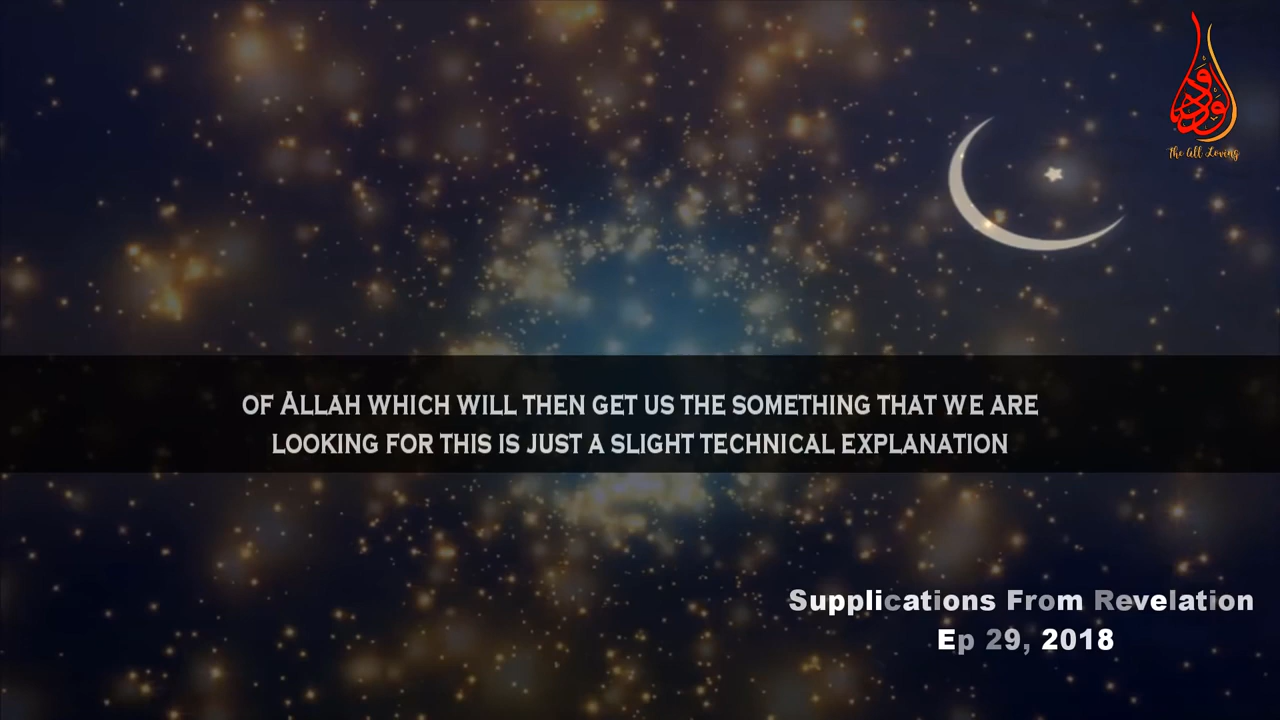 الودود
The All Loving
OF ALLAH WHICH WILL THEN GET US THE SOMETHING THAT WE ARE
LOOKING FOR THIS IS JUST A SLIGHT TECHNICAL EXPLANATION
Supplications From Revelation
Ep 29, 2018